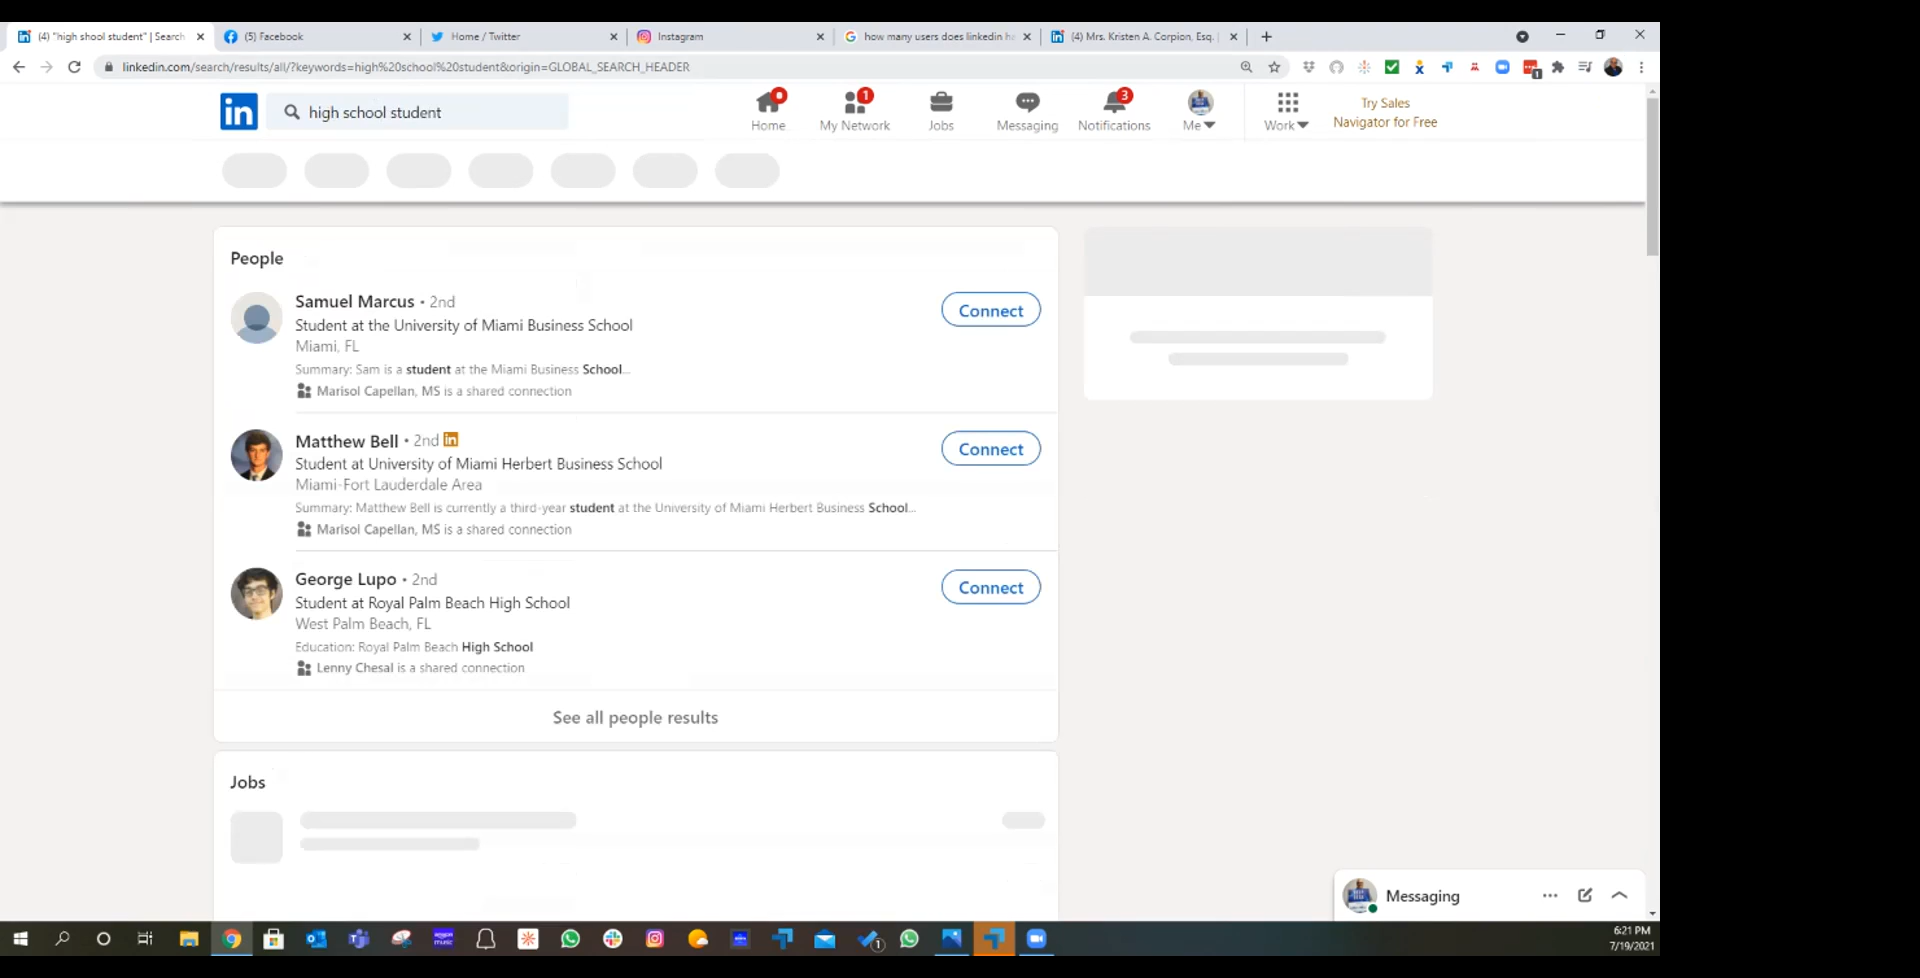 (4) "high shool student" | Search
(5) Facebook
Home / Twitter
Instagram
how many users does linkedin ha
(4) Mrs. Kristen A. Corpion, Esq. |
linkedin.com/search/results/all/?keywords=high%20school%20student&origin=GLOBAL_SEARCH_HEADER
1
in
high school student
Home
1
My Network
Jobs
Messaging
3
Notifications
Me
Work
Try Sales
Navigator for Free
People
Samuel Marcus • 2nd
Connect
Student at the University of Miami Business School
Miami, FL
Summary: Sam is a student at the Miami Business School...
Marisol Capellan, MS is a shared connection
Matthew Bell • 2nd in
Connect
Student at University of Miami Herbert Business School
Miami-Fort Lauderdale Area
Summary: Matthew Bell is currently a third-year student at the University of Miami Herbert Business School...
Marisol Capellan, MS is a shared connection
George Lupo • 2nd
Connect
Student at Royal Palm Beach High School
West Palm Beach, FL
Education: Royal Palm Beach High School
Lenny Chesal is a shared connection
See all people results
Jobs
Messaging
amazon
music
1
6:21 PM
7/19/2021